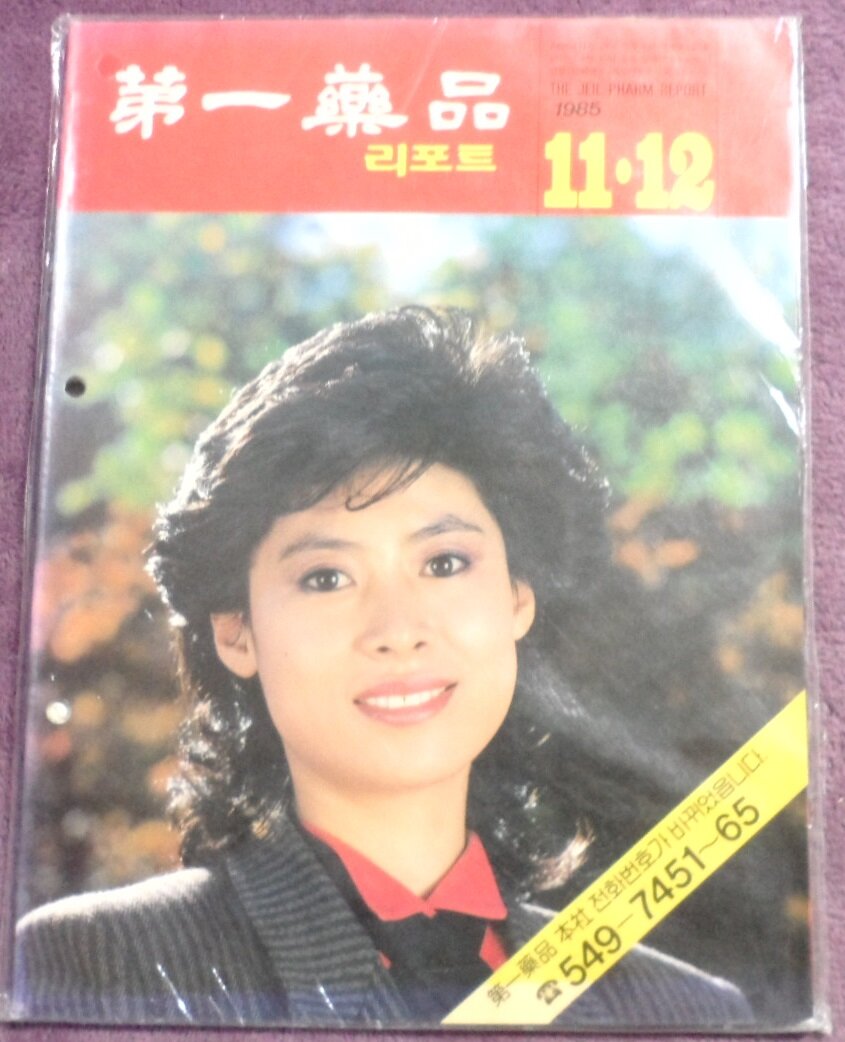 第一藥品
리포트
THE JEIL PHARM REPORT
1985
11·12
第一藥品 本社 전화번호가 바뀌었읍니다.
☎549-7451~65